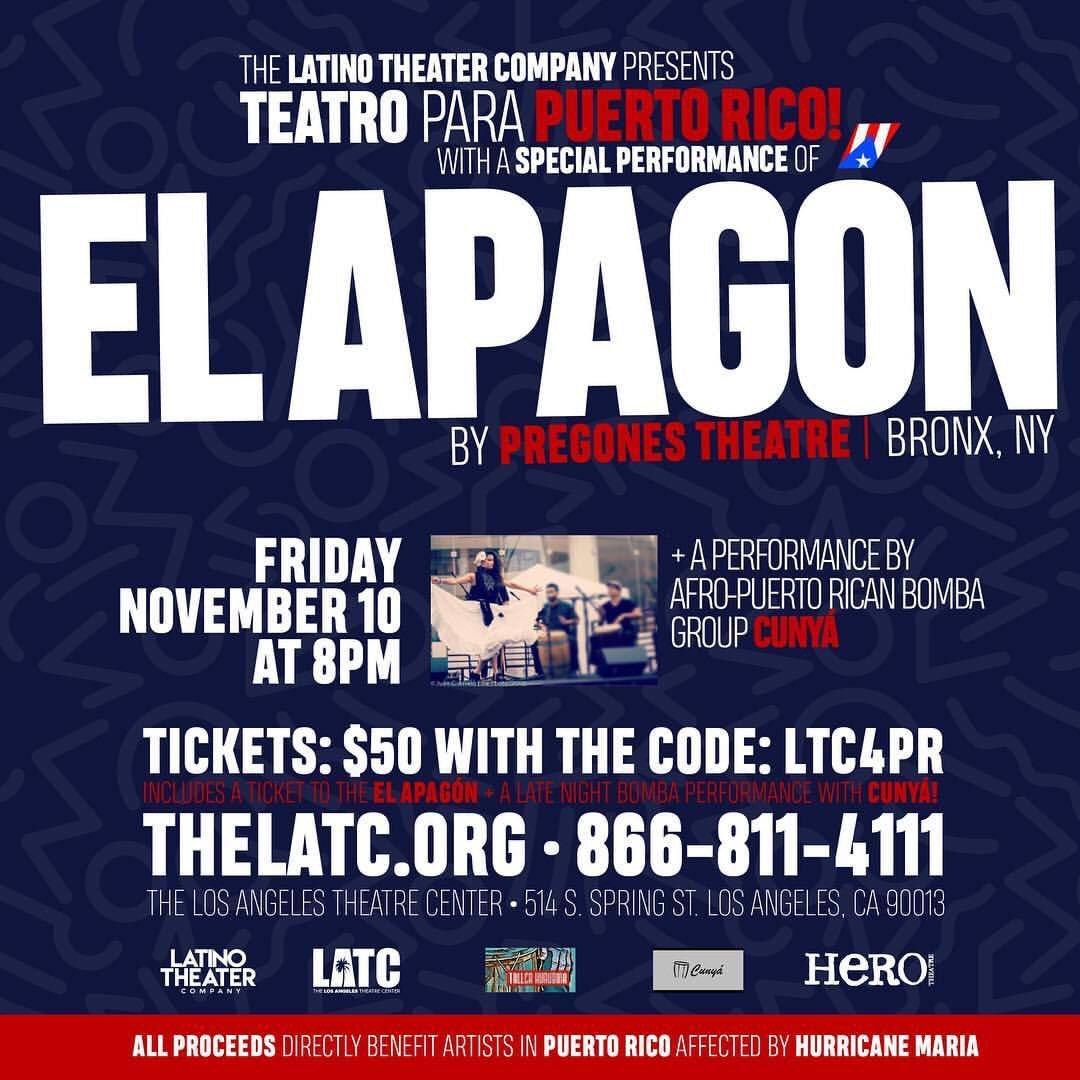 THE LATINO THEATER COMPANY PRESENTS
TEATRO PARA PUERTO RICO!
WITH A SPECIAL PERFORMANCE OF
EL APAGÓN
BY PREGONES THEATRE | BRONX, NY
FRIDAY
NOVEMBER 10
AT 8PM
+ A PERFORMANCE BY
AFRO-PUERTO RICAN BOMBA
GROUP CUNYÁ
TICKETS: $50 WITH THE CODE: LTC4PR
INCLUDES A TICKET TO THE EL APAGÓN + A LATE NIGHT BOMBA PERFORMANCE WITH CUNYÁ!
THELATC.ORG • 866-811-4111
THE LOS ANGELES THEATRE CENTER • 514 S. SPRING ST. LOS ANGELES, CA 90013
LATINO
THEATER
COMPANY
LATC
THE LOS ANGELES THEATRE CENTER
Cunyá
HERO THEATRE
ALL PROCEEDS DIRECTLY BENEFIT ARTISTS IN PUERTO RICO AFFECTED BY HURRICANE MARIA